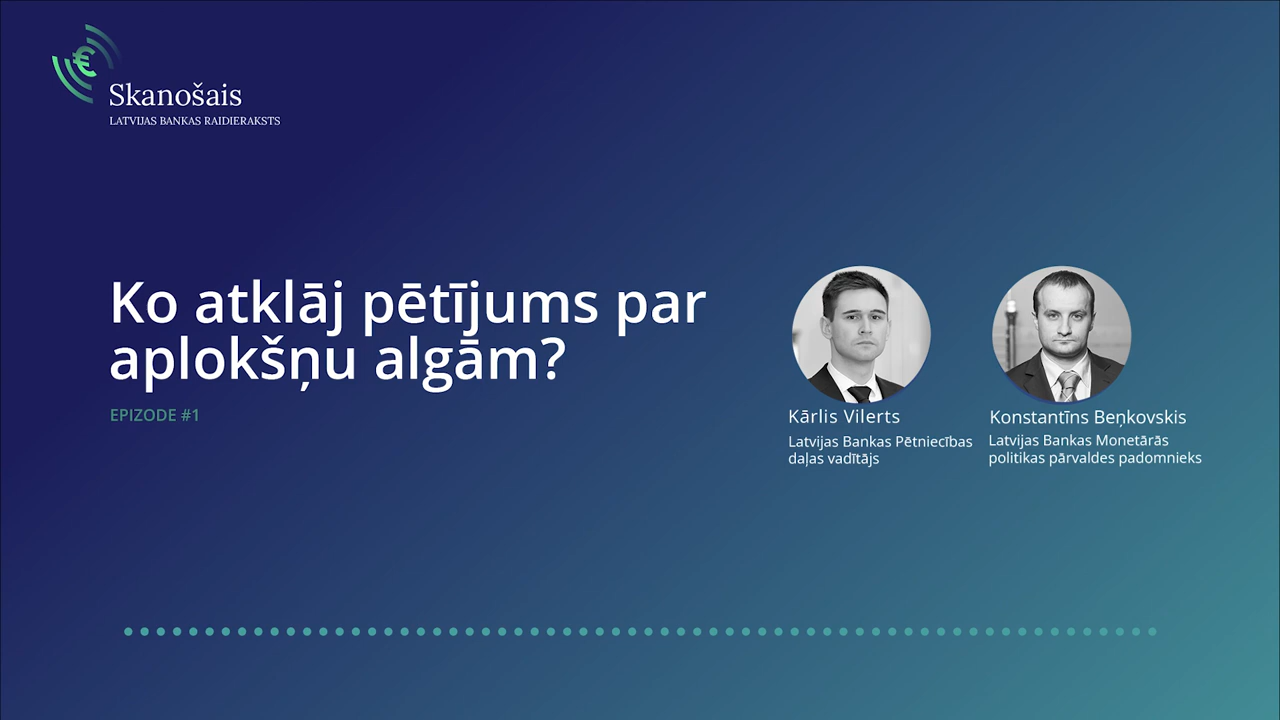 Skanošais
LATVIJAS BANKAS RAIDIERAKSTS
Ko atklāj pētījums par
aplokšņu algām?
EPIZODE #1
Kārlis Vilerts
Latvijas Bankas Pētniecības
daļas vadītājs
Konstantīns Beņkovskis
Latvijas Bankas Monetārās
politikas pārvaldes padomnieks